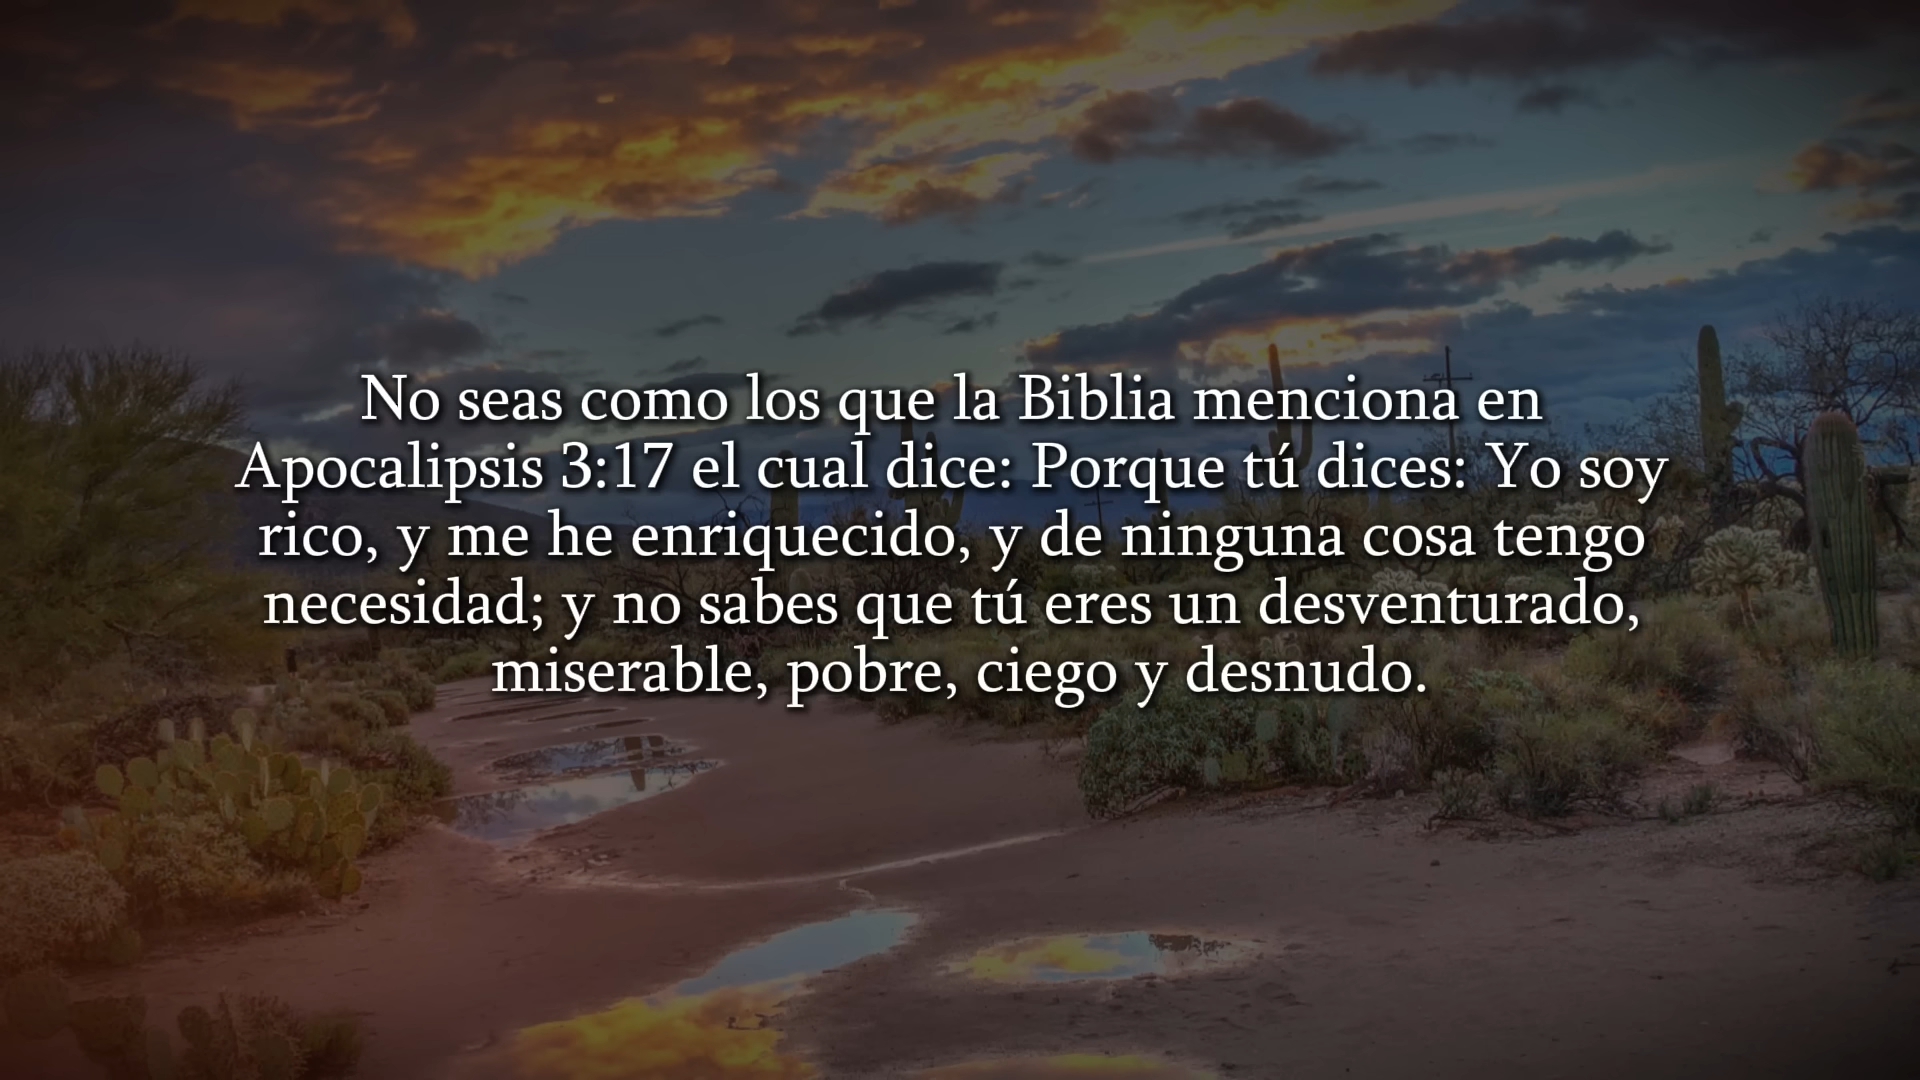 No seas como los que la Biblia menciona en
Apocalipsis 3:17 el cual dice: Porque tú dices: Yo soy
rico, y me he enriquecido, y de ninguna cosa tengo
necesidad; y no sabes que tú eres un desventurado,
miserable, pobre, ciego y desnudo.